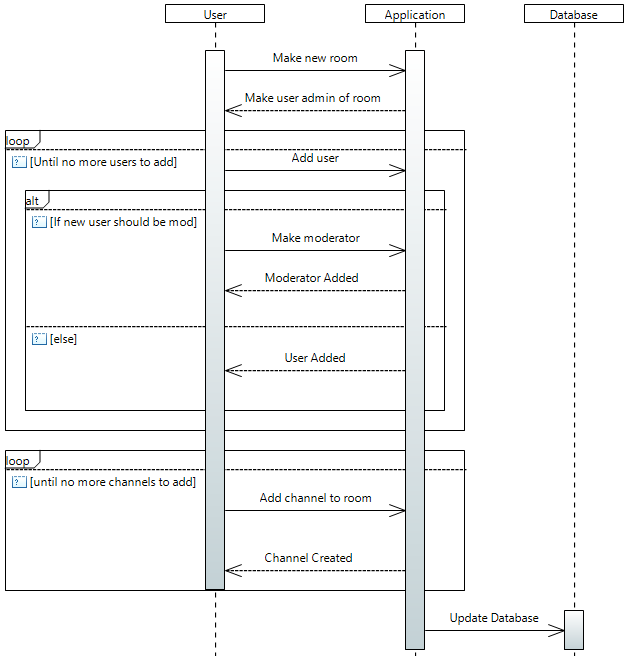 User
Application
Database
Make new room
Make user admin of room
loop
[Until no more users to add]
Add user
alt
[If new user should be mod]
Make moderator
Moderator Added
[else]
User Added
loop
[until no more channels to add]
Add channel to room
Channel Created
Update Database